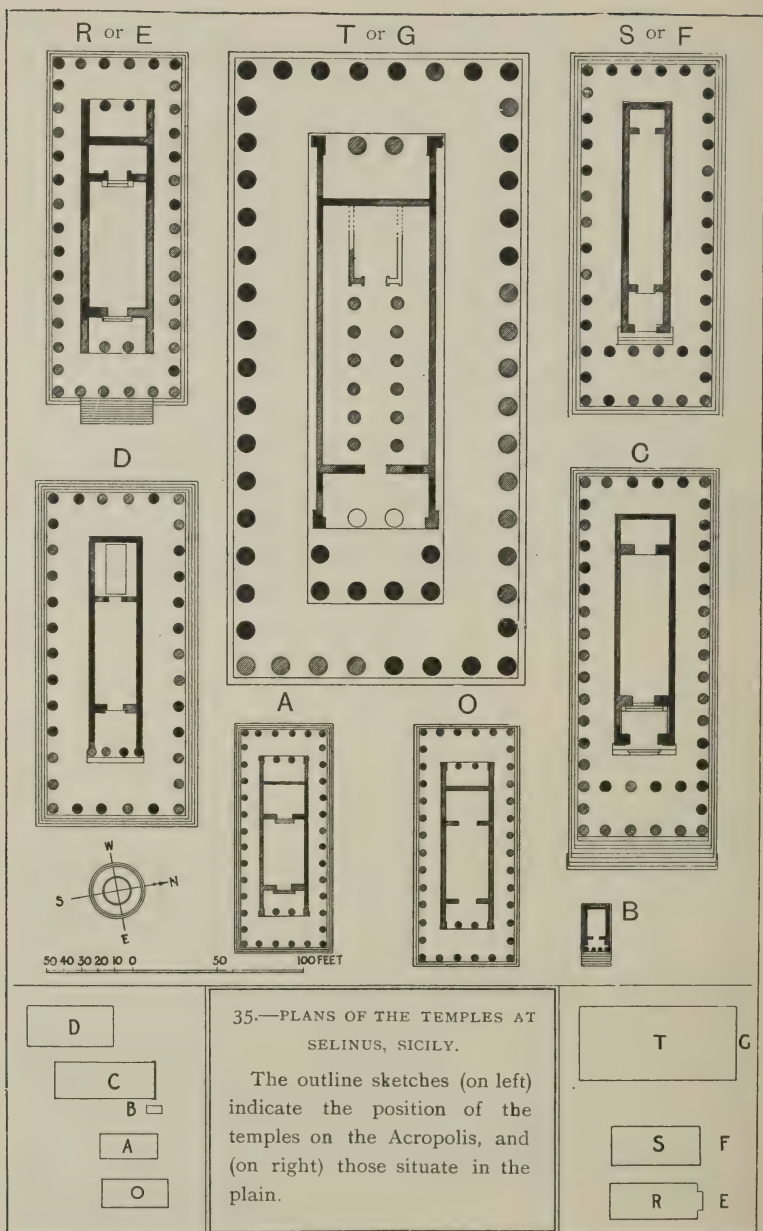 R or E
T or G
S or F
D
C
A
O
B
W
S
N
E
50 40 30 20 10 0 50 100 FEET
D
C
B
A
O
35.—PLANS OF THE TEMPLES AT
SELINUS, SICILY.
The outline sketches (on left)
indicate the position of the
temples on the Acropolis, and
(on right) those situate in the
plain.
T G
S F
R E